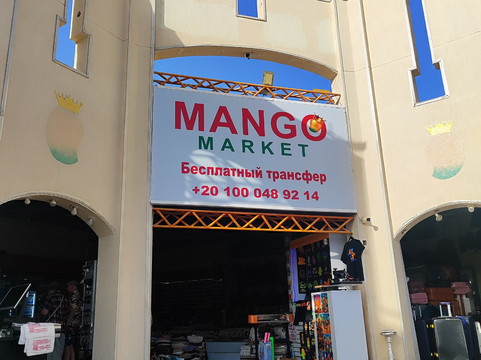 MANGO
MARKET
Бесплатный трансфер
+20 100 048 92 14